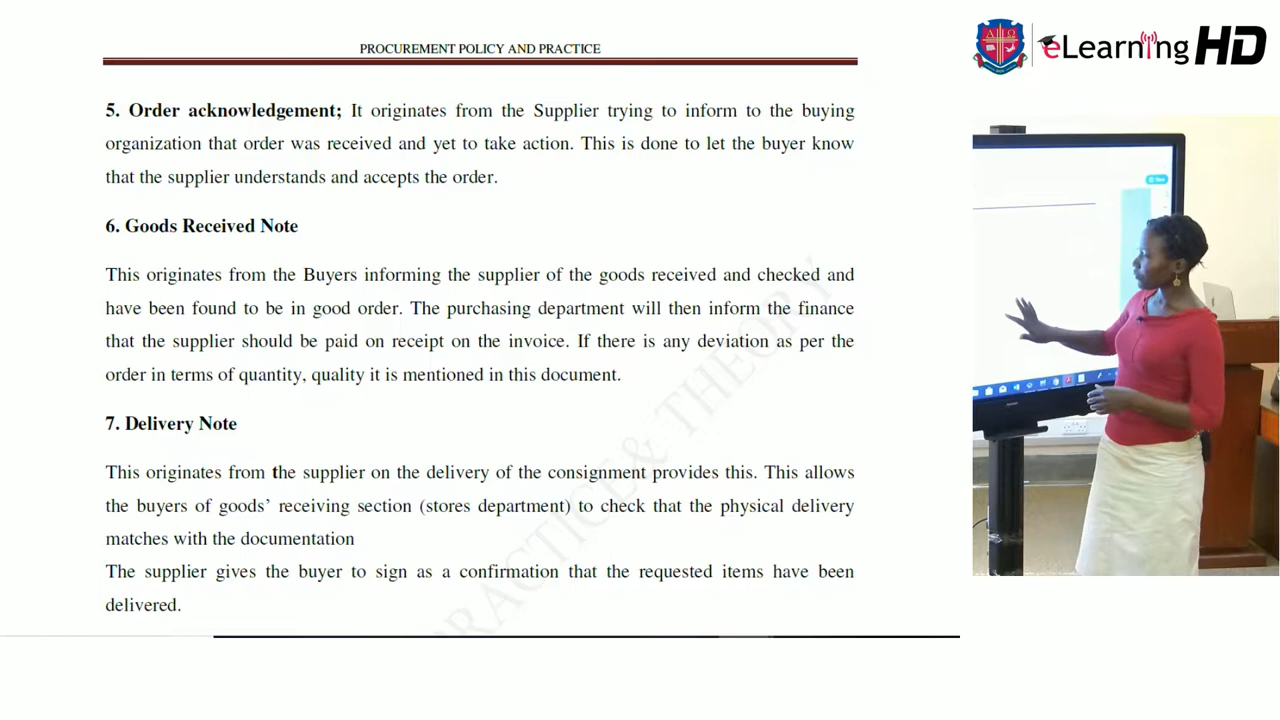 PROCUREMENT POLICY AND PRACTICE
eLearning HD
5. Order acknowledgement; It originates from the Supplier trying to inform to the buying
organization that order was received and yet to take action. This is done to let the buyer know
that the supplier understands and accepts the order.
6. Goods Received Note
This originates from the Buyers informing the supplier of the goods received and checked and
have been found to be in good order. The purchasing department will then inform the finance
that the supplier should be paid on receipt on the invoice. If there is any deviation as per the
order in terms of quantity, quality it is mentioned in this document.
7. Delivery Note
This originates from the supplier on the delivery of the consignment provides this. This allows
the buyers of goods’ receiving section (stores department) to check that the physical delivery
matches with the documentation
The supplier gives the buyer to sign as a confirmation that the requested items have been
delivered.
PRACTICE & THEORY